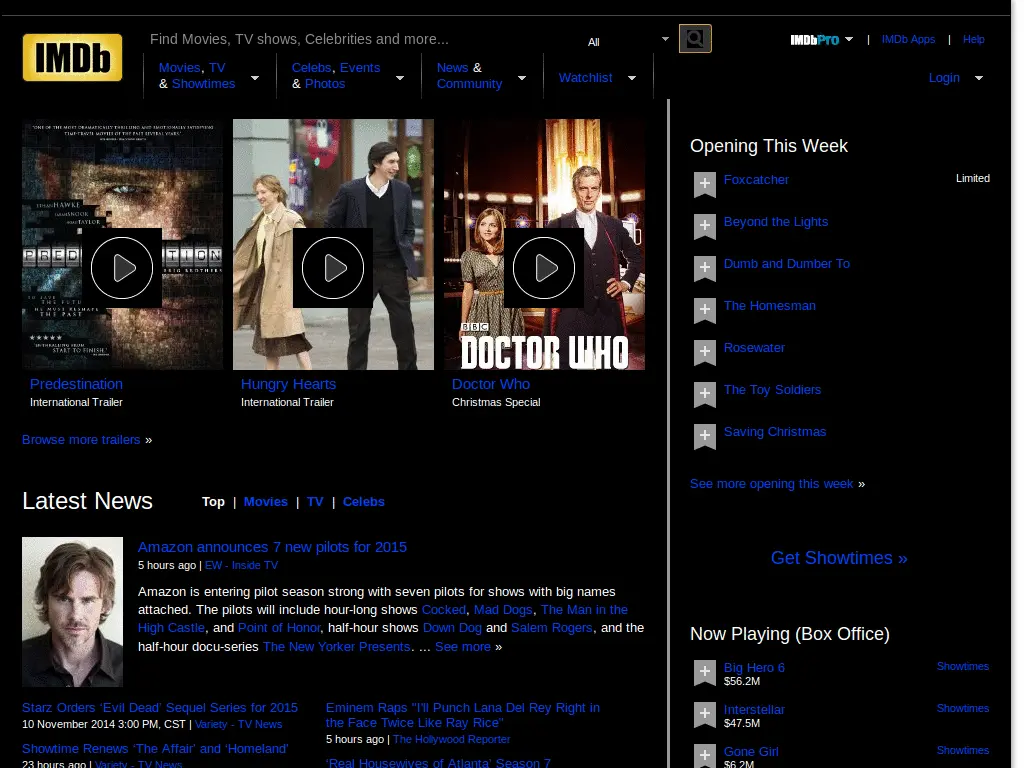 IMDb
Find Movies, TV shows, Celebrities and more...
All
IMDbPro
|
IMDb Apps
|
Help
Movies, TV
& Showtimes
Celebs, Events
& Photos
News &
Community
Watchlist
Login
PRED
TION
BBC
DOCTOR WHO
Predestination
International Trailer
Hungry Hearts
International Trailer
Doctor Who
Christmas Special
Browse more trailers »
Latest News
Top | Movies | TV | Celebs
Amazon announces 7 new pilots for 2015
5 hours ago | EW - Inside TV
Amazon is entering pilot season strong with seven pilots for shows with big names
attached. The pilots will include hour-long shows Cocked, Mad Dogs, The Man in the
High Castle, and Point of Honor, half-hour shows Down Dog and Salem Rogers, and the
half-hour docu-series The New Yorker Presents. ... See more »
Starz Orders ‘Evil Dead’ Sequel Series for 2015
10 November 2014 3:00 PM, CST | Variety - TV News
Showtime Renews ‘The Affair’ and ‘Homeland’
23 hours ago | Variety - TV News
Eminem Raps "I'll Punch Lana Del Rey Right in
the Face Twice Like Ray Rice"
5 hours ago | The Hollywood Reporter
‘Real Housewives of Atlanta’ Season 7
Opening This Week
Foxcatcher
Limited
Beyond the Lights
Dumb and Dumber To
The Homesman
Rosewater
The Toy Soldiers
Saving Christmas
See more opening this week »
Get Showtimes »
Now Playing (Box Office)
Big Hero 6
Showtimes
$56.2M
Interstellar
Showtimes
$47.5M
Gone Girl
Showtimes
$6.2M